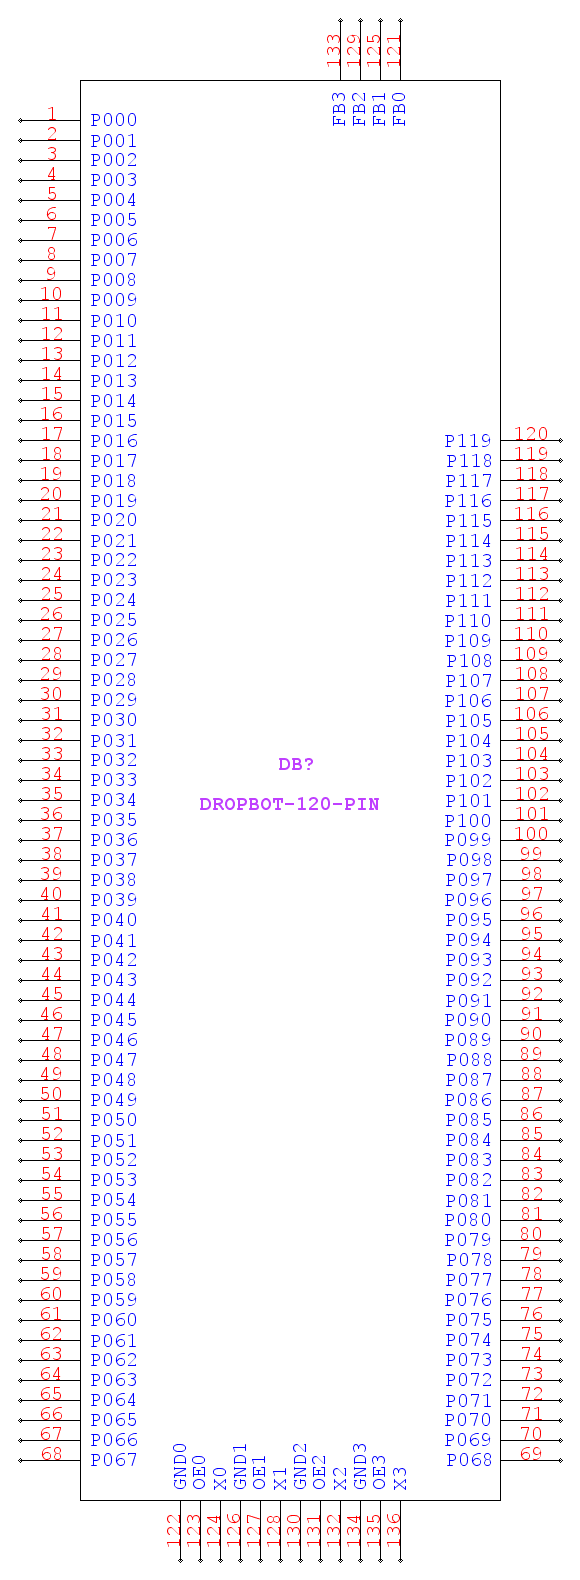 133 129 125 121
FB3 FB2 FB1 FB0
1 P000
2 P001
3 P002
4 P003
5 P004
6 P005
7 P006
8 P007
9 P008
10 P009
11 P010
12 P011
13 P012
14 P013
15 P014
16 P015
17 P016 P119 120
18 P017 P118 119
19 P018 P117 118
20 P019 P116 117
21 P020 P115 116
22 P021 P114 115
23 P022 P113 114
24 P023 P112 113
25 P024 P111 112
26 P025 P110 111
27 P026 P109 110
28 P027 P108 109
29 P028 P107 108
30 P029 P106 107
31 P030 P105 106
32 P031 P104 105
33 P032 DB? P103 104
34 P033 P102 103
35 P034 DROPBOT-120-PIN P101 102
36 P035 P100 101
37 P036 P099 100
38 P037 P098 99
39 P038 P097 98
40 P039 P096 97
41 P040 P095 96
42 P041 P094 95
43 P042 P093 94
44 P043 P092 93
45 P044 P091 92
46 P045 P090 91
47 P046 P089 90
48 P047 P088 89
49 P048 P087 88
50 P049 P086 87
51 P050 P085 86
52 P051 P084 85
53 P052 P083 84
54 P053 P082 83
55 P054 P081 82
56 P055 P080 81
57 P056 P079 80
58 P057 P078 79
59 P058 P077 78
60 P059 P076 77
61 P060 P075 76
62 P061 P074 75
63 P062 P073 74
64 P063 P072 73
65 P064 P071 72
66 P065 P070 71
67 P066 P069 70
68 P067 P068 69
GND0 OE0 X0 GND1 OE1 X1 GND2 OE2 X2 GND3 OE3 X3
122 123 124 126 127 128 130 131 132 134 135 136